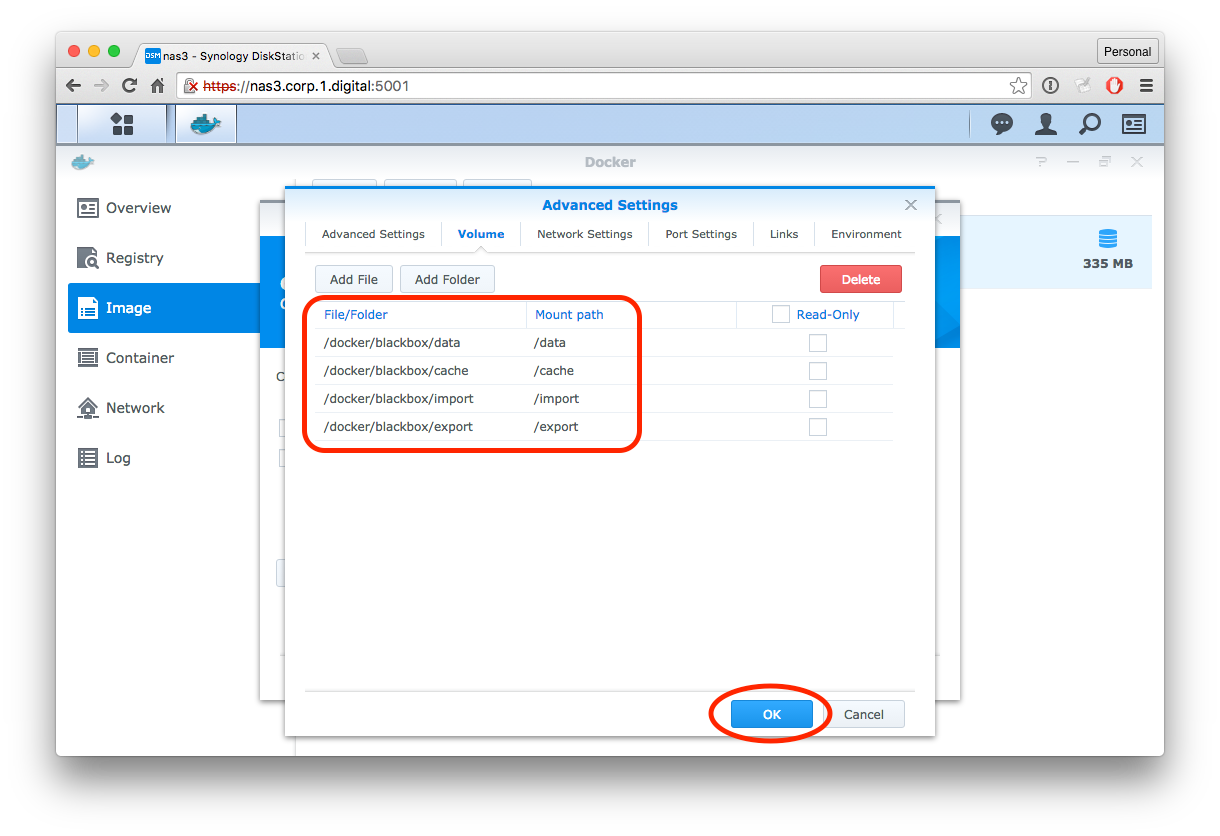 DSM nas3 - Synology DiskStatio
Personal
https://nas3.corp.1.digital:5001
Docker
Overview
Registry
Image
Container
Network
Log
335 MB
Advanced Settings
Advanced Settings Volume Network Settings Port Settings Links Environment
Add File Add Folder Delete
File/Folder Mount path Read-Only
/docker/blackbox/data /data
/docker/blackbox/cache /cache
/docker/blackbox/import /import
/docker/blackbox/export /export
OK Cancel